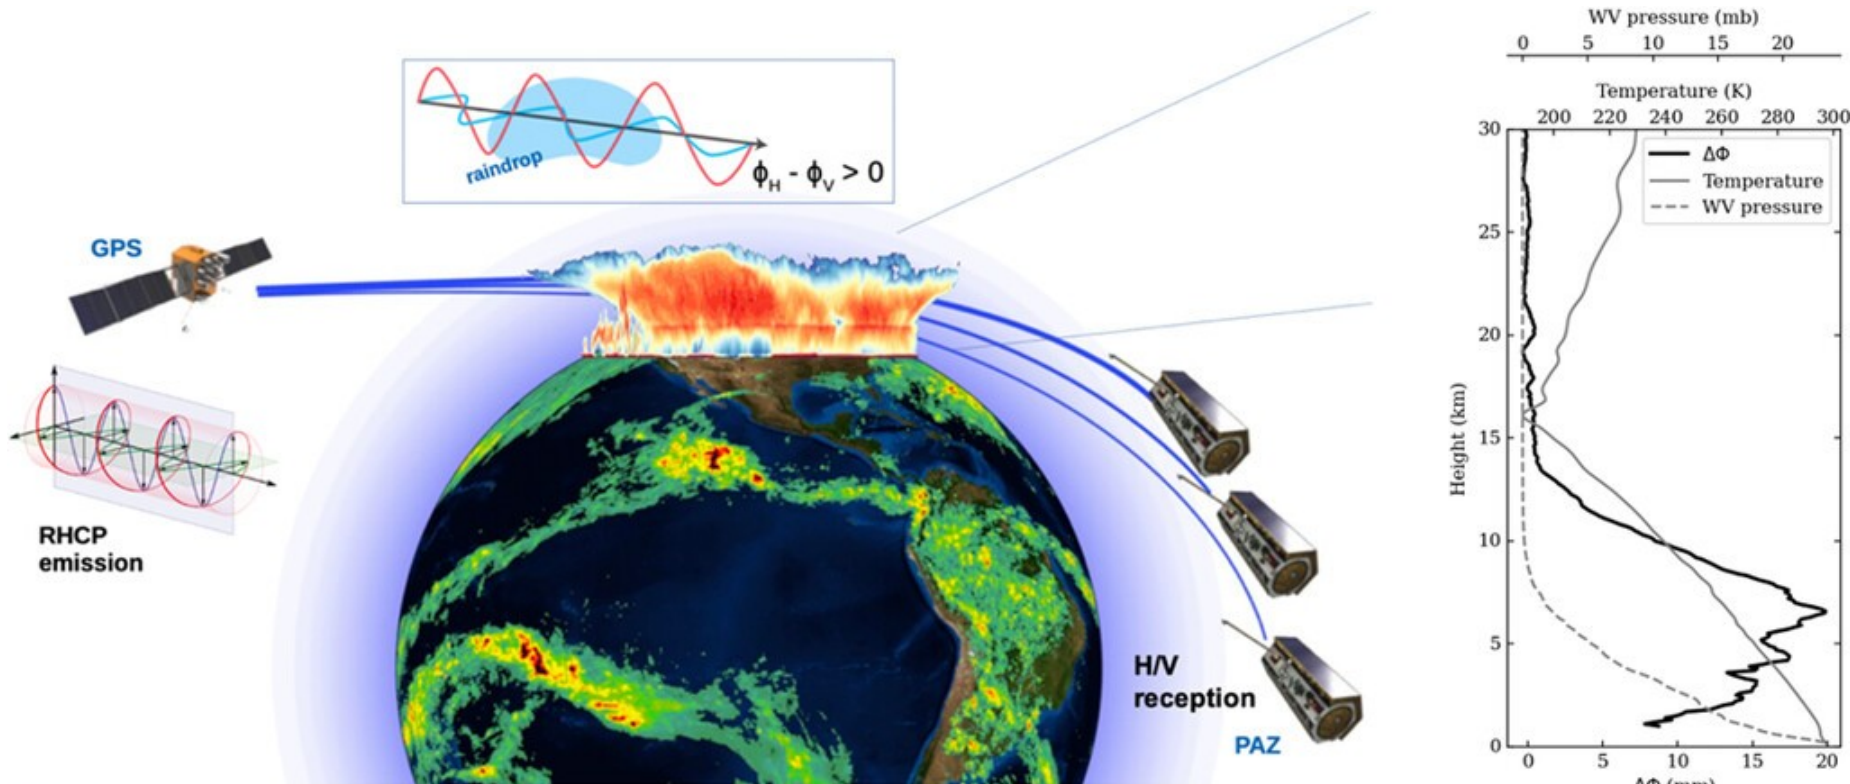 raindrop
ϕH - ϕV > 0
GPS
RHCP
emission
H/V
reception
PAZ
WV pressure (mb)
0 5 10 15 20
Temperature (K)
200 220 240 260 280 300
ΔΦ
Temperature
WV pressure
Height (km)
30
25
20
15
10
5
0
0 5 10 15 20
ΔΦ (mm)